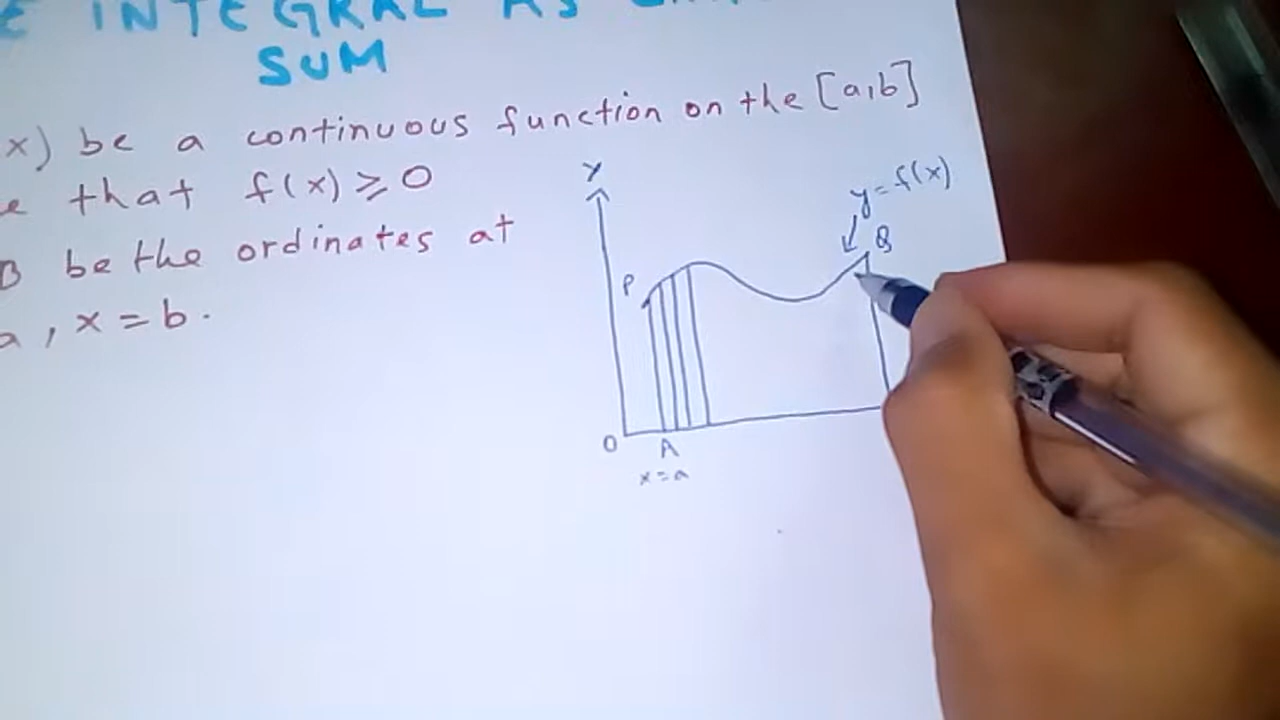 INTEGRAL AS
SUM
x) be a continuous function on the [a,b]
that f(x) ≥ 0
B be the ordinates at
a, x = b.
Y
y = f(x)
Q
P
O
A
x = a